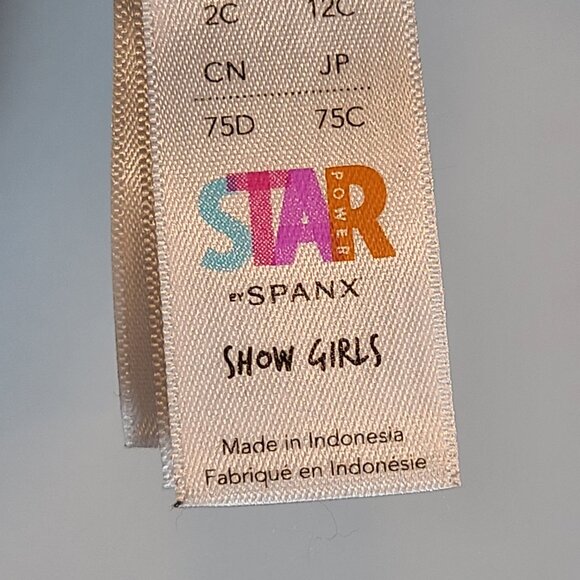 2C 12C
CN JP
75D 75C
STAR
POWER
BY SPANX
SHOW GIRLS
Made in Indonesia
Fabriqué en Indonésie